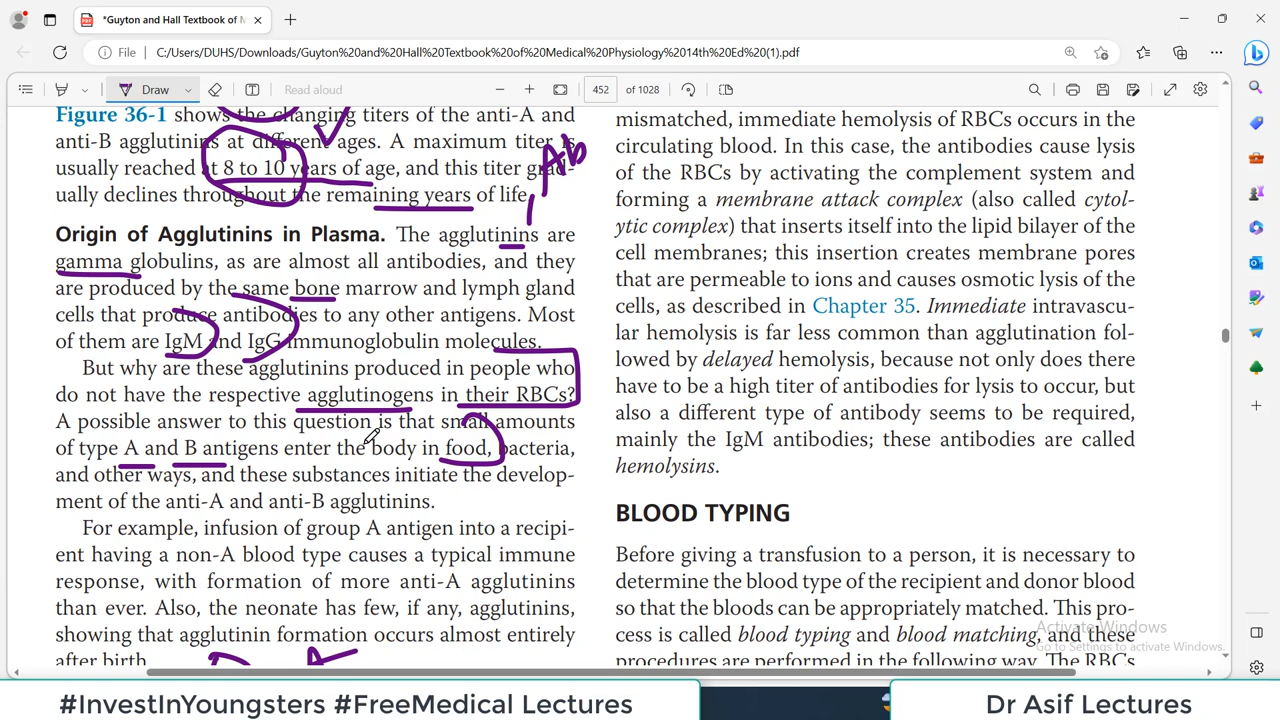 *Guyton and Hall Textbook of M
File
C:/Users/DUHS/Downloads/Guyton%20and%20Hall%20Textbook%20of%20Medical%20Physiology%2014th%20Ed%20(1).pdf
Draw
Read aloud
452 of 1028
Figure 36-1 shows the changing titers of the anti-A and
anti-B agglutinins at different ages. A maximum titer is
usually reached at 8 to 10 years of age, and this titer grad-
ually declines throughout the remaining years of life.
Ab
Origin of Agglutinins in Plasma. The agglutinins are
gamma globulins, as are almost all antibodies, and they
are produced by the same bone marrow and lymph gland
cells that produce antibodies to any other antigens. Most
of them are IgM and IgG immunoglobulin molecules.
But why are these agglutinins produced in people who
do not have the respective agglutinogens in their RBCs?
A possible answer to this question is that small amounts
of type A and B antigens enter the body in food, bacteria,
and other ways, and these substances initiate the develop-
ment of the anti-A and anti-B agglutinins.
For example, infusion of group A antigen into a recipi-
ent having a non-A blood type causes a typical immune
response, with formation of more anti-A agglutinins
than ever. Also, the neonate has few, if any, agglutinins,
showing that agglutinin formation occurs almost entirely
after birth.
mismatched, immediate hemolysis of RBCs occurs in the
circulating blood. In this case, the antibodies cause lysis
of the RBCs by activating the complement system and
forming a membrane attack complex (also called cytol-
ytic complex) that inserts itself into the lipid bilayer of the
cell membranes; this insertion creates membrane pores
that are permeable to ions and causes osmotic lysis of the
cells, as described in Chapter 35. Immediate intravascu-
lar hemolysis is far less common than agglutination fol-
lowed by delayed hemolysis, because not only does there
have to be a high titer of antibodies for lysis to occur, but
also a different type of antibody seems to be required,
mainly the IgM antibodies; these antibodies are called
hemolysins.
BLOOD TYPING
Before giving a transfusion to a person, it is necessary to
determine the blood type of the recipient and donor blood
so that the bloods can be appropriately matched. This pro-
cess is called blood typing and blood matching, and these
procedures are performed in the following way. The RBCs
Activate Windows
Go to Settings to activate Windows.
#InvestInYoungsters #FreeMedical Lectures
Dr Asif Lectures